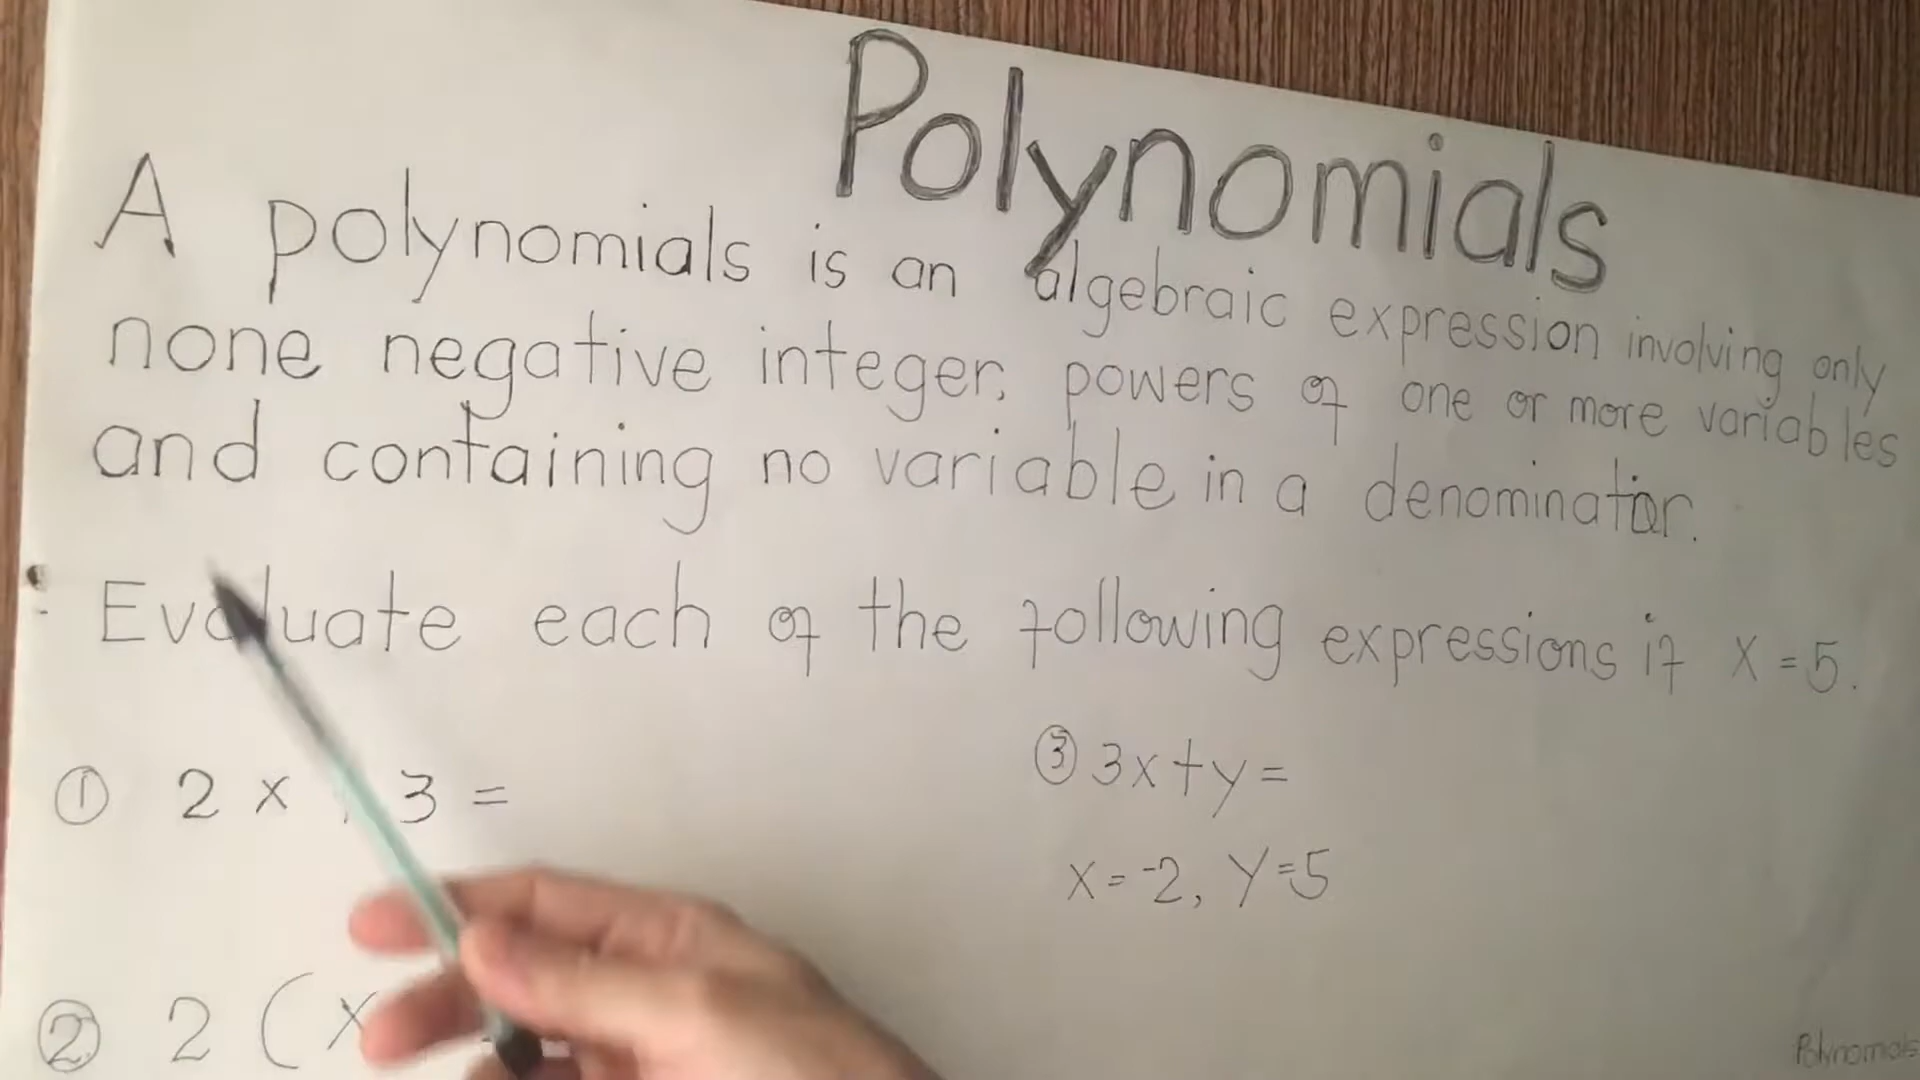 Polynomials
A polynomials is an algebraic expression involving only
none negative integer, powers of one or more variables
and containing no variable in a denominator.
Evaluate each of the following expressions if x = 5.
① 2 x 3 =
③ 3x + y =
x = -2, y = 5
② 2 ( x
Polynomials